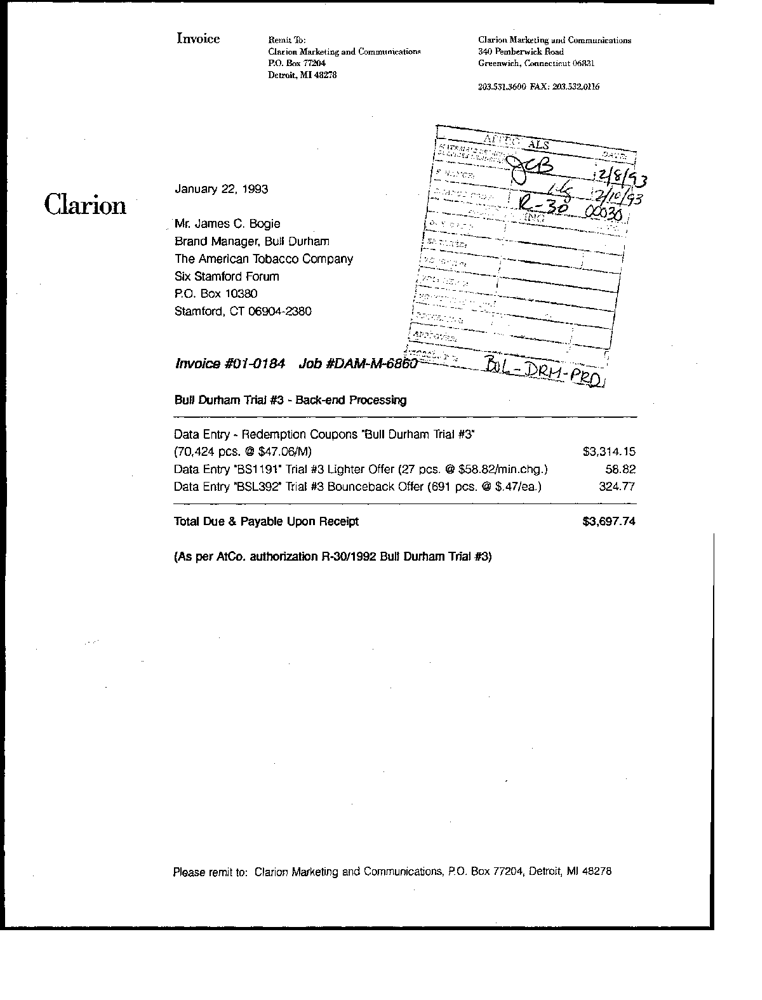 Invoice
Remit To:
Clarion Marketing and Communications
P.O. Box 77204
Detroit, MI 48278
Clarion Marketing and Communications
340 Pemberwick Road
Greenwich, Connecticut 06831
203.531.3600 FAX: 203.532.0116
JCB
2/8/93
2/10/93
R-30
00030
Clarion
January 22, 1993
Mr. James C. Bogie
Brand Manager, Bull Durham
The American Tobacco Company
Six Stamford Forum
P.O. Box 10380
Stamford, CT 06904-2380
Invoice #01-0184 Job #DAM-M-6860
BUL-DRM-PRO
Bull Durham Trial #3 - Back-end Processing
Data Entry - Redemption Coupons "Bull Durham Trial #3"
(70,424 pcs. @ $47.06/M) $3,314.15
Data Entry "BS1191" Trial #3 Lighter Offer (27 pcs. @ $58.82/min.chg.) 58.82
Data Entry "BSL392" Trial #3 Bounceback Offer (691 pcs. @ $.47/ea.) 324.77
Total Due & Payable Upon Receipt $3,697.74
(As per AtCo. authorization R-30/1992 Bull Durham Trial #3)
Please remit to: Clarion Marketing and Communications, P.O. Box 77204, Detroit, MI 48278